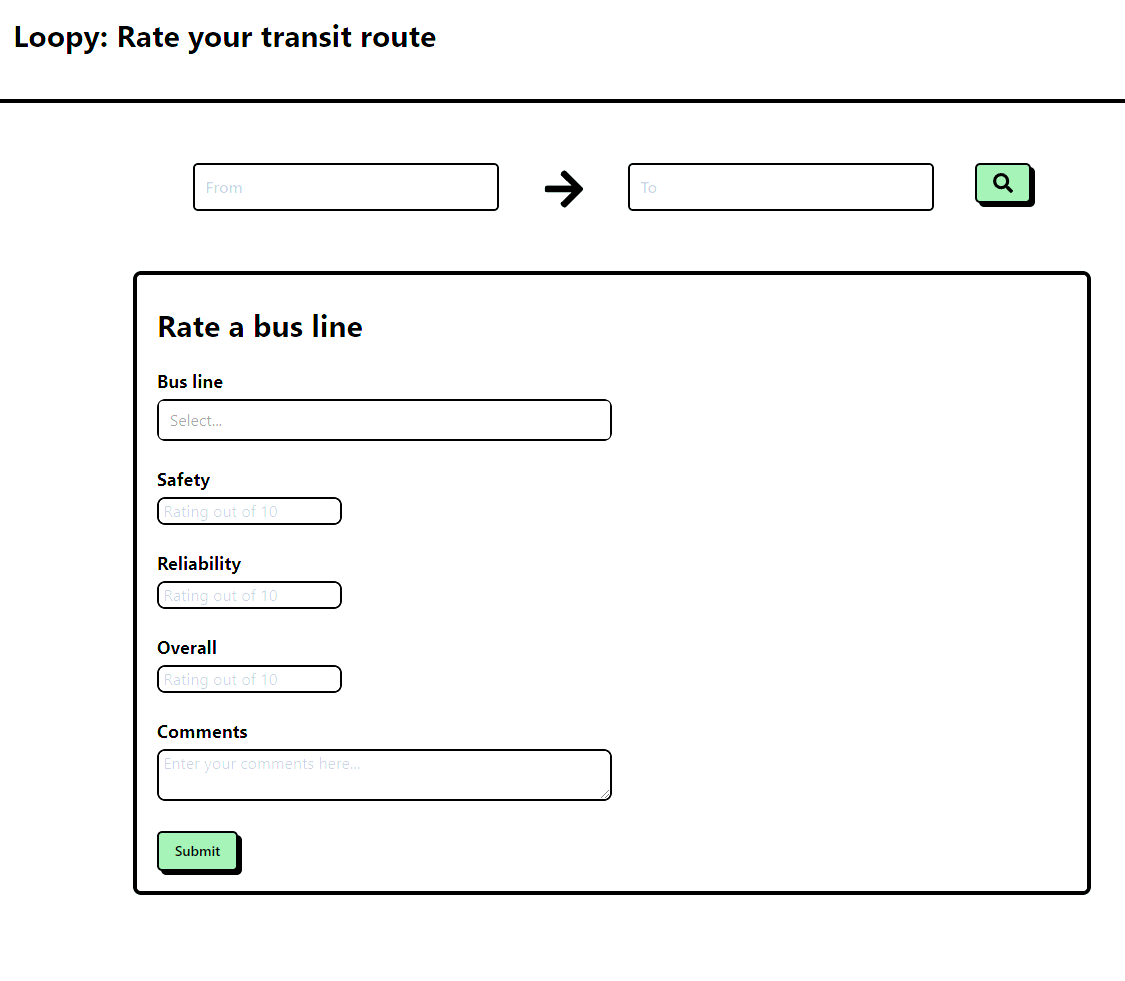 Loopy: Rate your transit route
From
To
Rate a bus line
Bus line
Select...
Safety
Rating out of 10
Reliability
Rating out of 10
Overall
Rating out of 10
Comments
Enter your comments here...
Submit